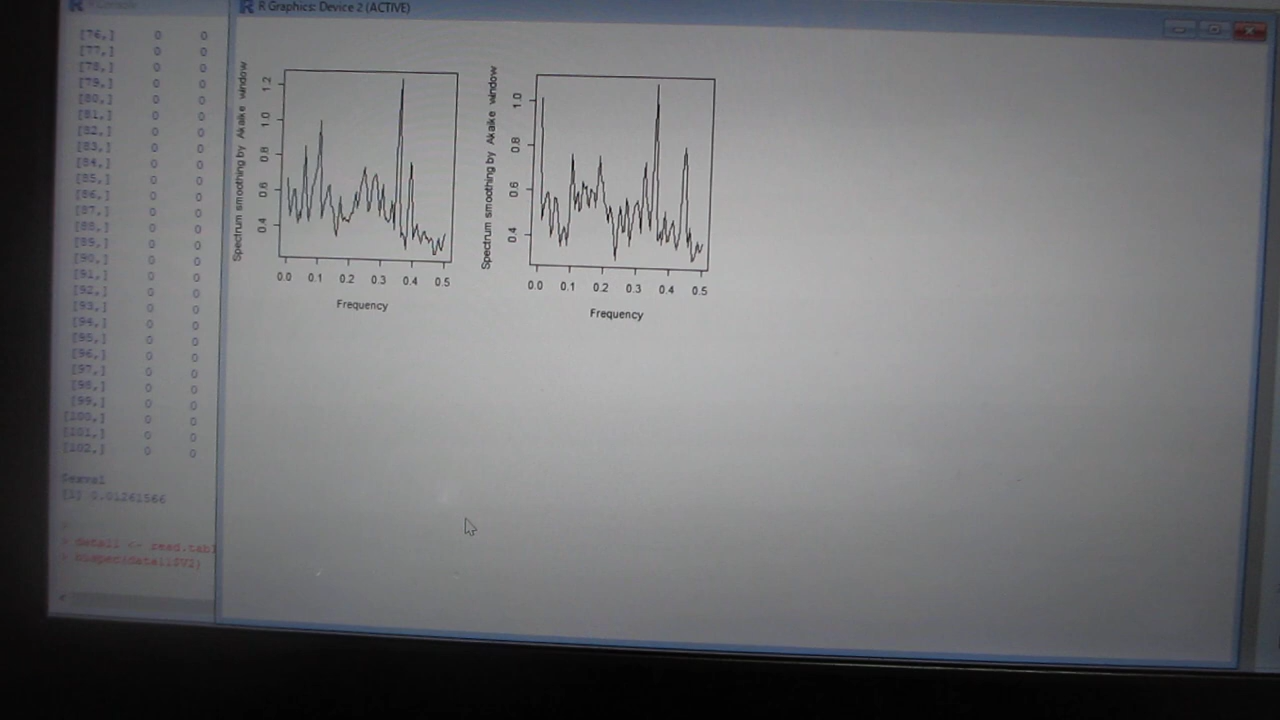 R Console
[76,] 0 0
[77,] 0 0
[78,] 0 0
[79,] 0 0
[80,] 0 0
[81,] 0 0
[82,] 0 0
[83,] 0 0
[84,] 0 0
[85,] 0 0
[86,] 0 0
[87,] 0 0
[88,] 0 0
[89,] 0 0
[90,] 0 0
[91,] 0 0
[92,] 0 0
[93,] 0 0
[94,] 0 0
[95,] 0 0
[96,] 0 0
[97,] 0 0
[98,] 0 0
[99,] 0 0
[100,] 0 0
[101,] 0 0
[102,] 0 0
[1] 0.01261566
>
>
>
R Graphics: Device 2 (ACTIVE)
Spectrum smoothing by Akaike window
1.2
1.0
0.8
0.6
0.4
0.0 0.1 0.2 0.3 0.4 0.5
Frequency
Spectrum smoothing by Akaike window
1.0
0.8
0.6
0.4
0.0 0.1 0.2 0.3 0.4 0.5
Frequency